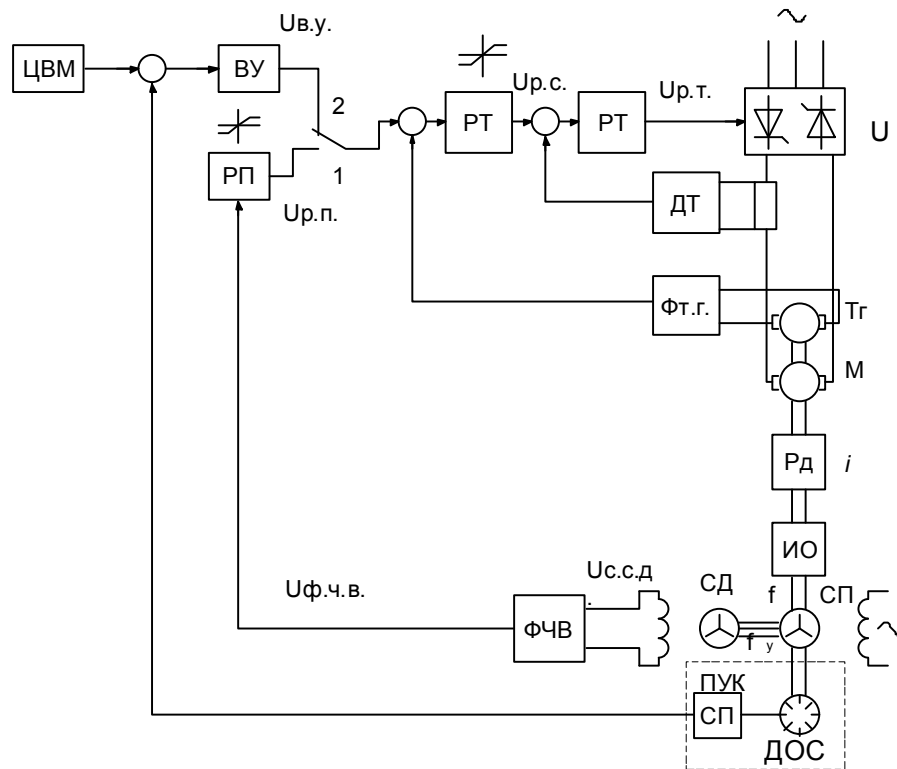 Uв.у.
ЦВМ
ВУ
2
Uр.с.
Uр.т.
РТ
РТ
U
РП
1
Uр.п.
ДТ
Фт.г.
Тг
М
Рд
i
ИО
Uс.с.д
СД
f
СП
Uф.ч.в.
ФЧВ
f у
ПУК
СП
ДОС